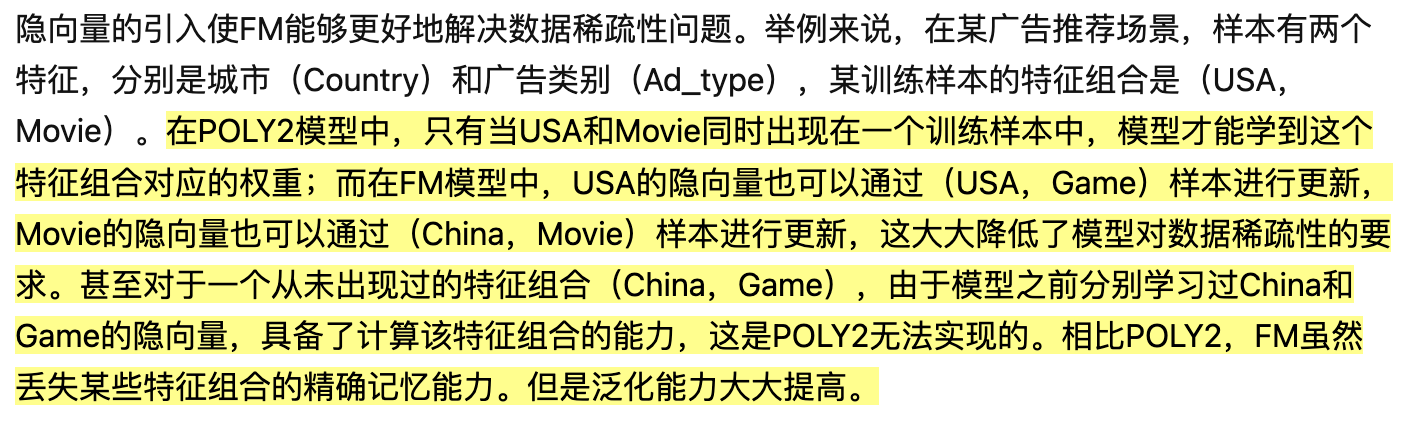 隐向量的引入使FM能够更好地解决数据稀疏性问题。举例来说，在某广告推荐场景，样本有两个
特征，分别是城市（Country）和广告类别（Ad_type），某训练样本的特征组合是（USA，
Movie）。在POLY2模型中，只有当USA和Movie同时出现在一个训练样本中，模型才能学到这个
特征组合对应的权重；而在FM模型中，USA的隐向量也可以通过（USA，Game）样本进行更新，
Movie的隐向量也可以通过（China，Movie）样本进行更新，这大大降低了模型对数据稀疏性的要
求。甚至对于一个从未出现过的特征组合（China，Game），由于模型之前分别学习过China和
Game的隐向量，具备了计算该特征组合的能力，这是POLY2无法实现的。相比POLY2，FM虽然
丢失某些特征组合的精确记忆能力。但是泛化能力大大提高。